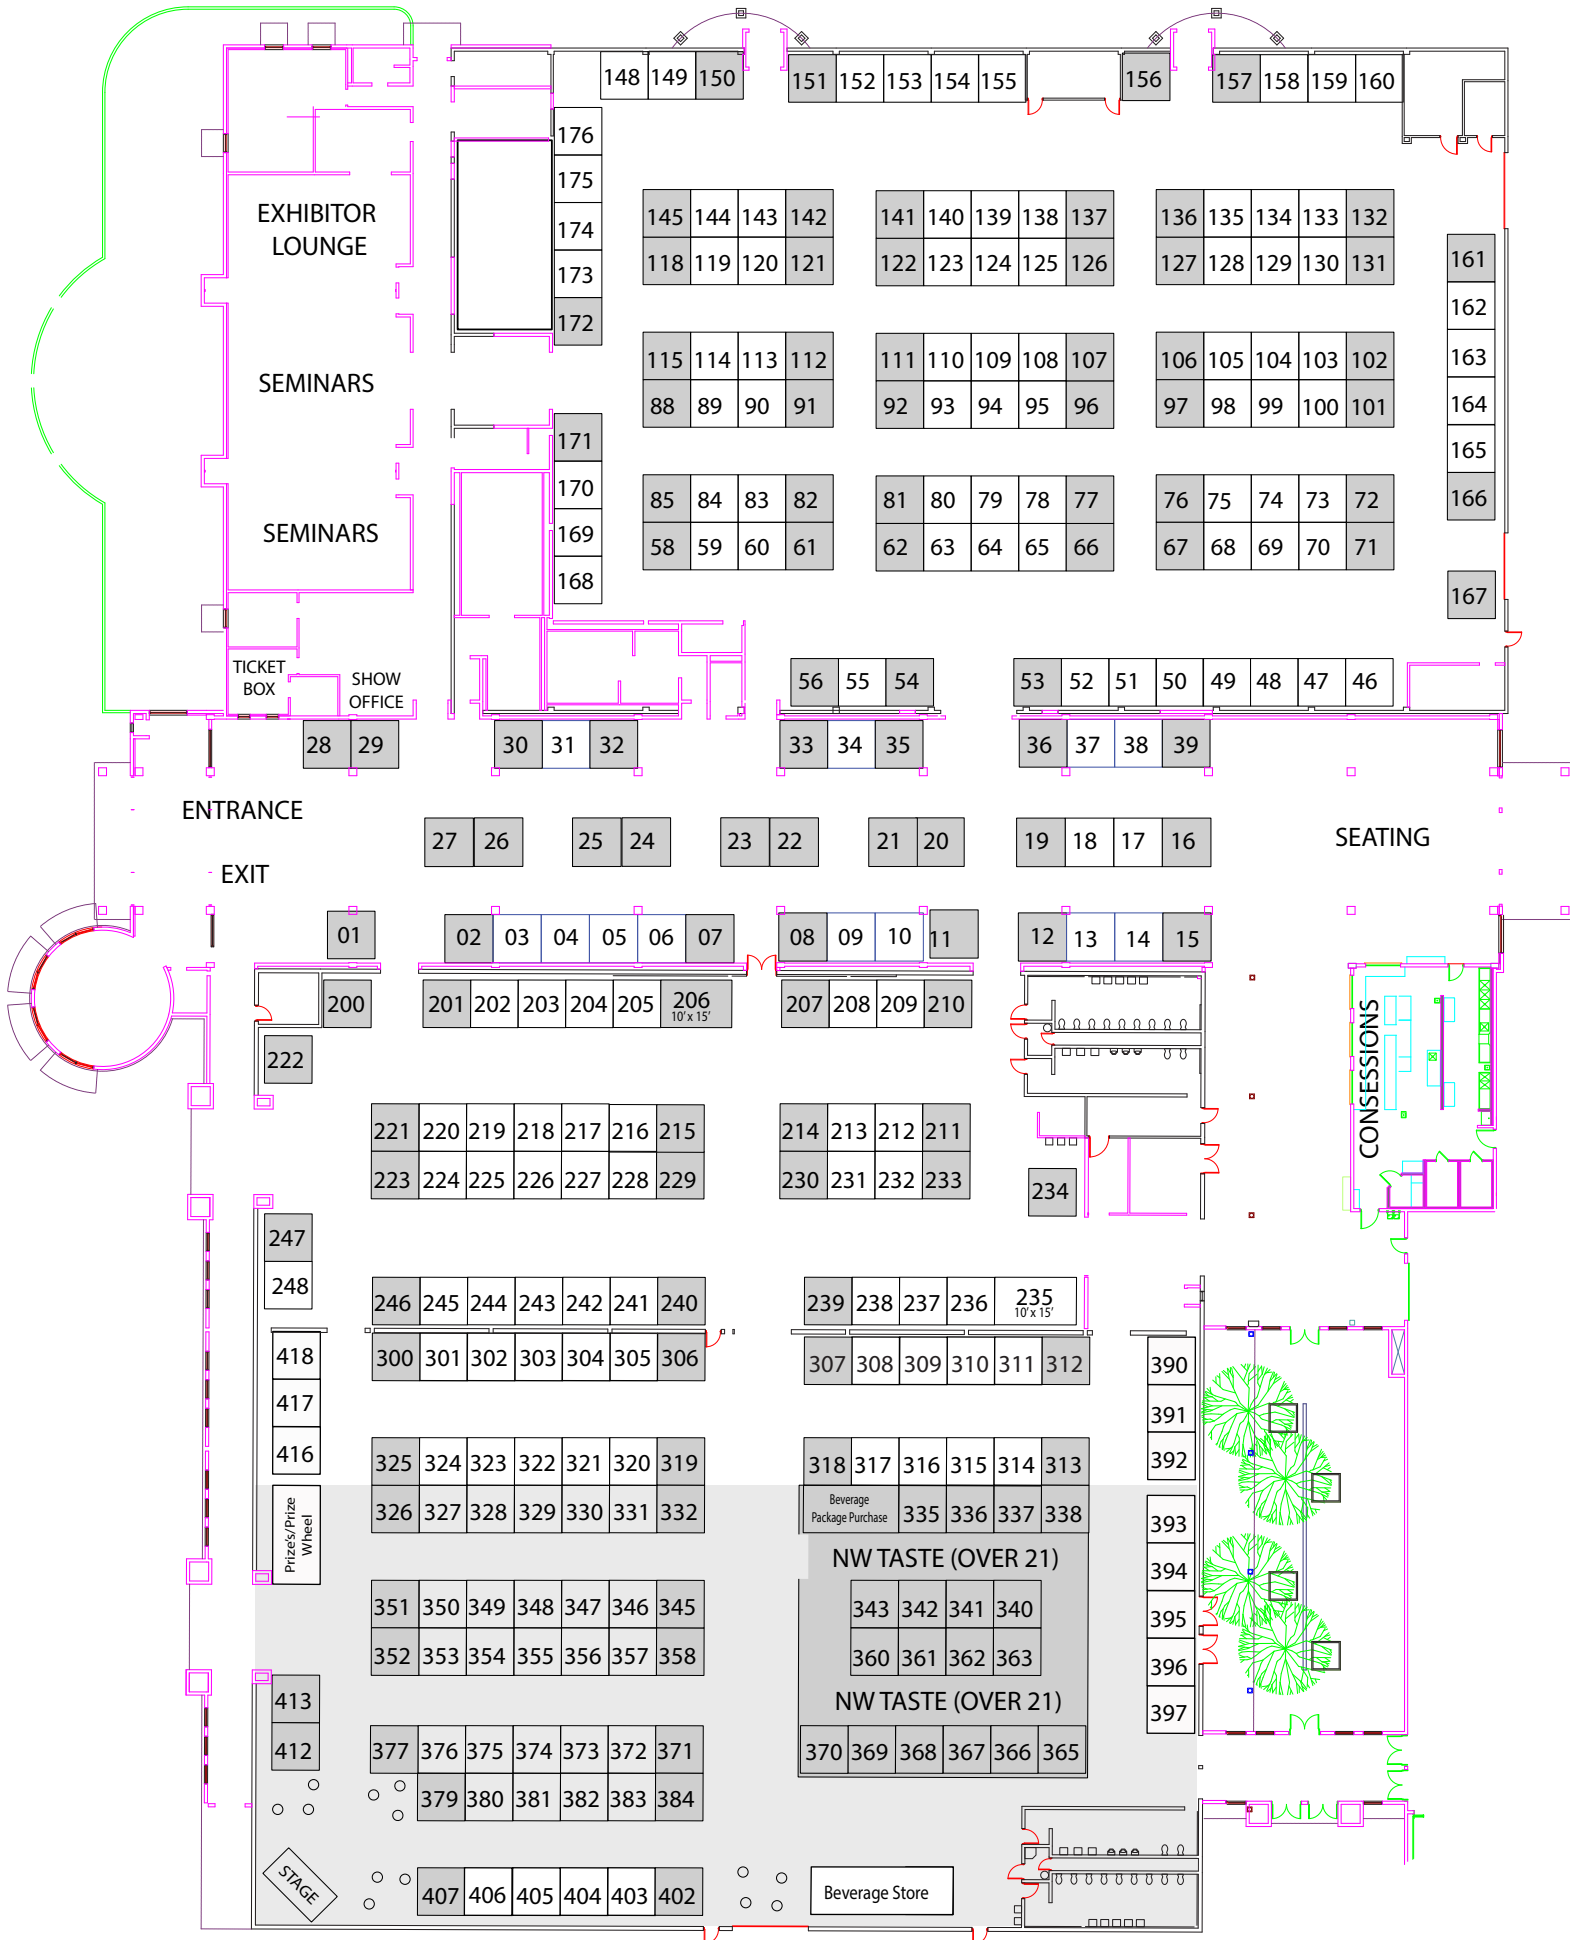 148 149 150
151 152 153 154 155
156
157 158 159 160
176
175
174
173
172
EXHIBITOR
LOUNGE
145 144 143 142
118 119 120 121
141 140 139 138 137
122 123 124 125 126
136 135 134 133 132
127 128 129 130 131
161
162
163
164
165
166
SEMINARS
115 114 113 112
88 89 90 91
111 110 109 108 107
92 93 94 95 96
106 105 104 103 102
97 98 99 100 101
171
170
169
168
SEMINARS
85 84 83 82
58 59 60 61
81 80 79 78 77
62 63 64 65 66
76 75 74 73 72
67 68 69 70 71
167
TICKET
BOX
SHOW
OFFICE
56 55 54
53 52 51 50 49 48 47 46
28 29
30 31 32
33 34 35
36 37 38 39
ENTRANCE
27 26
25 24
23 22
21 20
19 18 17 16
SEATING
EXIT
01
02 03 04 05 06 07
08 09 10 11
12 13 14 15
200
201 202 203 204 205 206
10' x 15'
207 208 209 210
222
CONSESSIONS
221 220 219 218 217 216 215
223 224 225 226 227 228 229
214 213 212 211
230 231 232 233
234
247
248
246 245 244 243 242 241 240
239 238 237 236 235
10' x 15'
418
417
416
300 301 302 303 304 305 306
307 308 309 310 311 312
390
391
392
325 324 323 322 321 320 319
326 327 328 329 330 331 332
318 317 316 315 314 313
Beverage
Package Purchase
335 336 337 338
Prize's/Prize
Wheel
393
394
395
396
397
NW TASTE (OVER 21)
351 350 349 348 347 346 345
352 353 354 355 356 357 358
343 342 341 340
360 361 362 363
NW TASTE (OVER 21)
413
412
377 376 375 374 373 372 371
379 380 381 382 383 384
370 369 368 367 366 365
STAGE
407 406 405 404 403 402
Beverage Store